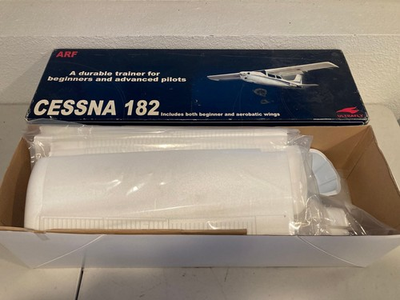 ARF
A durable trainer for
beginners and advanced pilots
CESSNA 182
Includes both beginner and aerobatic wings